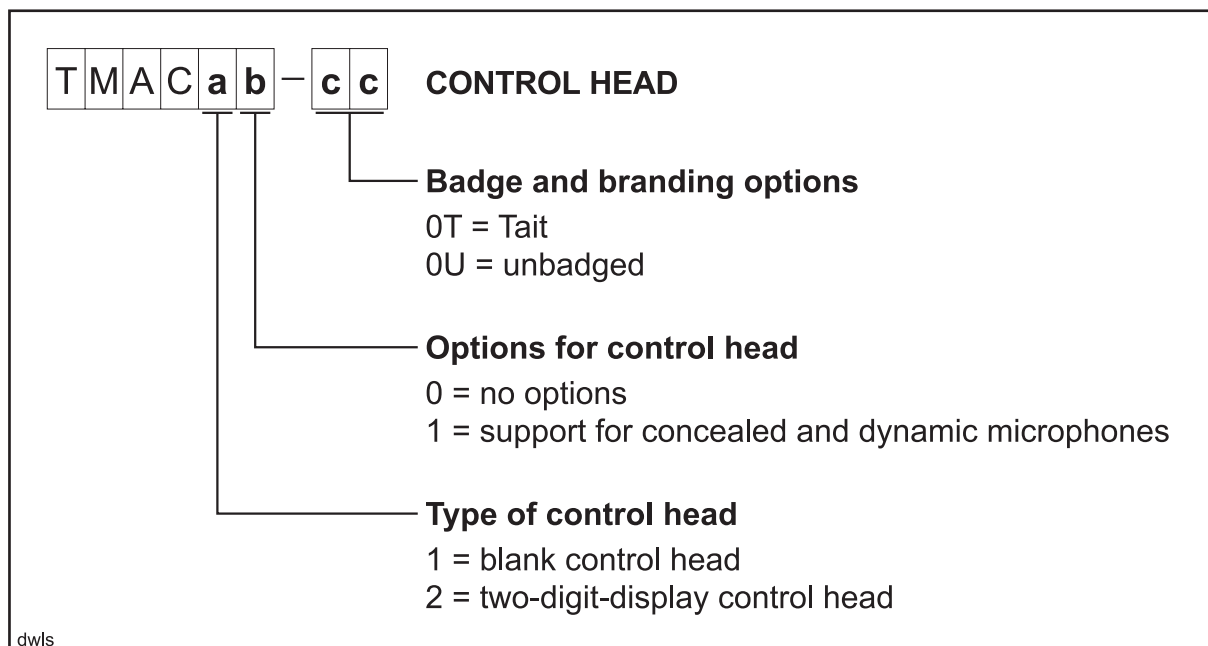 TMACab – cc CONTROL HEAD
Badge and branding options
0T = Tait
0U = unbadged
Options for control head
0 = no options
1 = support for concealed and dynamic microphones
Type of control head
1 = blank control head
2 = two-digit-display control head
dwls